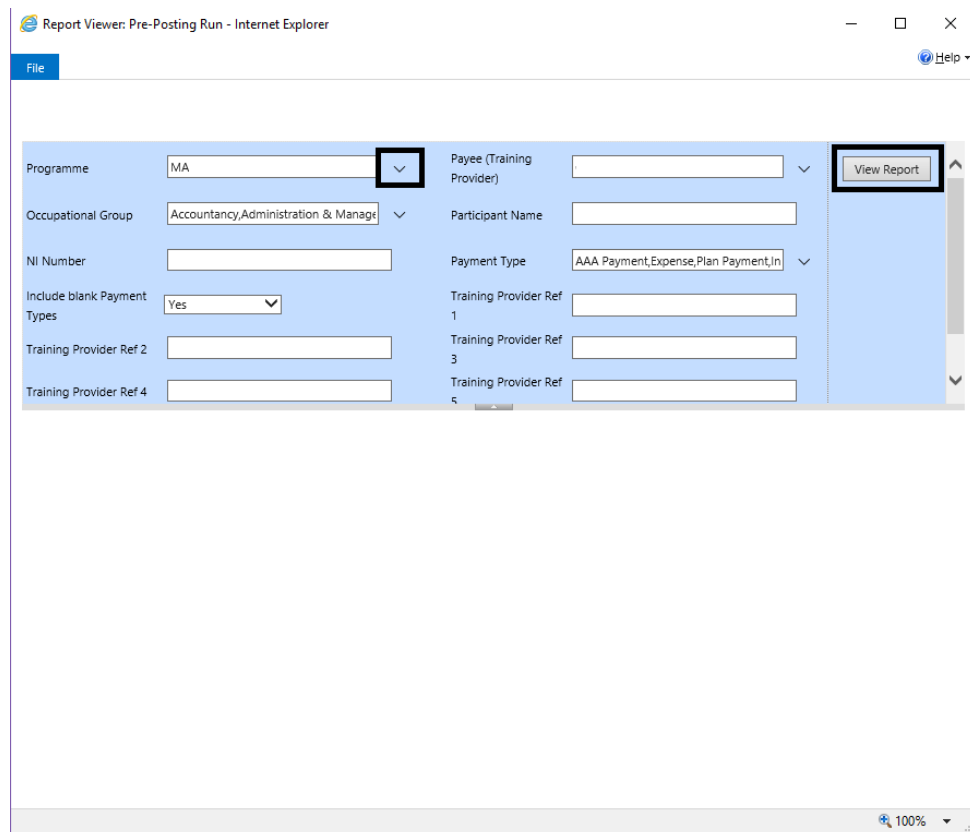 Report Viewer: Pre-Posting Run - Internet Explorer
File
Help
Programme
MA
Payee (Training
Provider)
View Report
Occupational Group
Accountancy,Administration & Manage
Participant Name
NI Number
Payment Type
AAA Payment,Expense,Plan Payment,In
Include blank Payment
Types
Yes
Training Provider Ref
1
Training Provider Ref 2
Training Provider Ref
3
Training Provider Ref 4
Training Provider Ref
5
100%